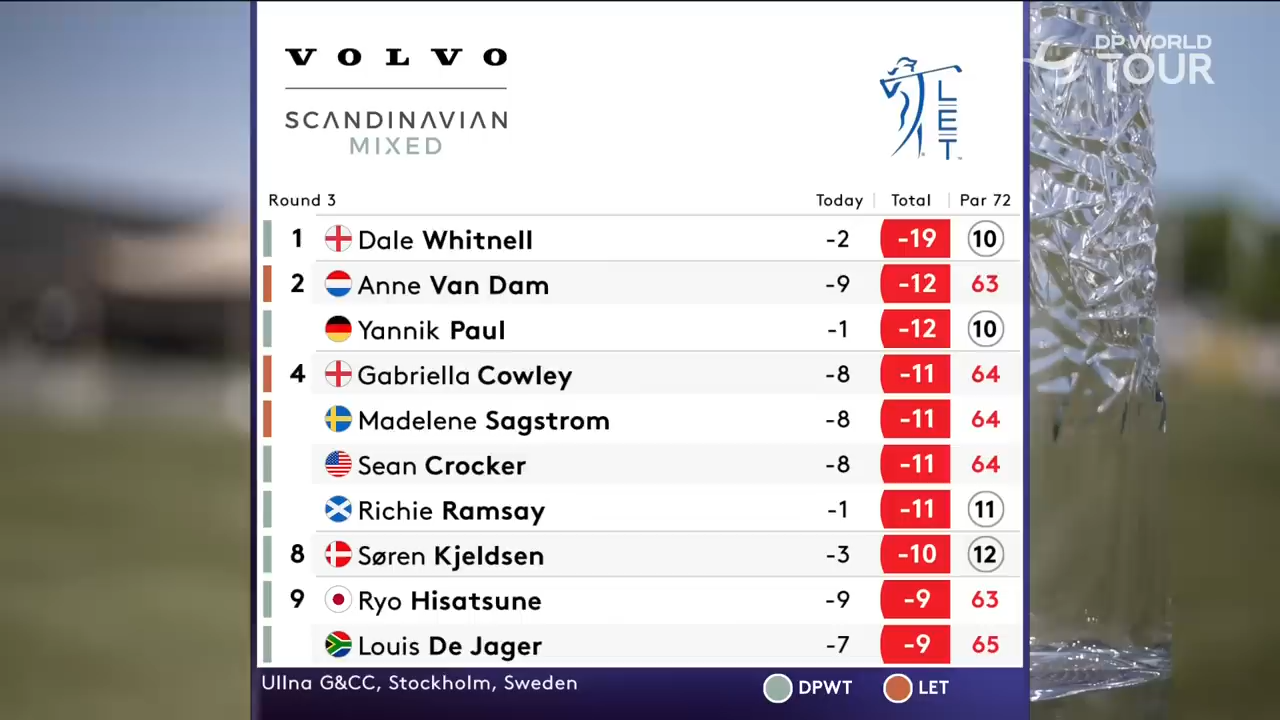 VOLVO
SCANDINAVIAN
MIXED
LET
DP WORLD
TOUR
Round 3 Today Total Par 72
1 Dale Whitnell -2 -19 10
2 Anne Van Dam -9 -12 63
Yannik Paul -1 -12 10
4 Gabriella Cowley -8 -11 64
Madelene Sagstrom -8 -11 64
Sean Crocker -8 -11 64
Richie Ramsay -1 -11 11
8 Søren Kjeldsen -3 -10 12
9 Ryo Hisatsune -9 -9 63
Louis De Jager -7 -9 65
Ullna G&CC, Stockholm, Sweden DPWT LET